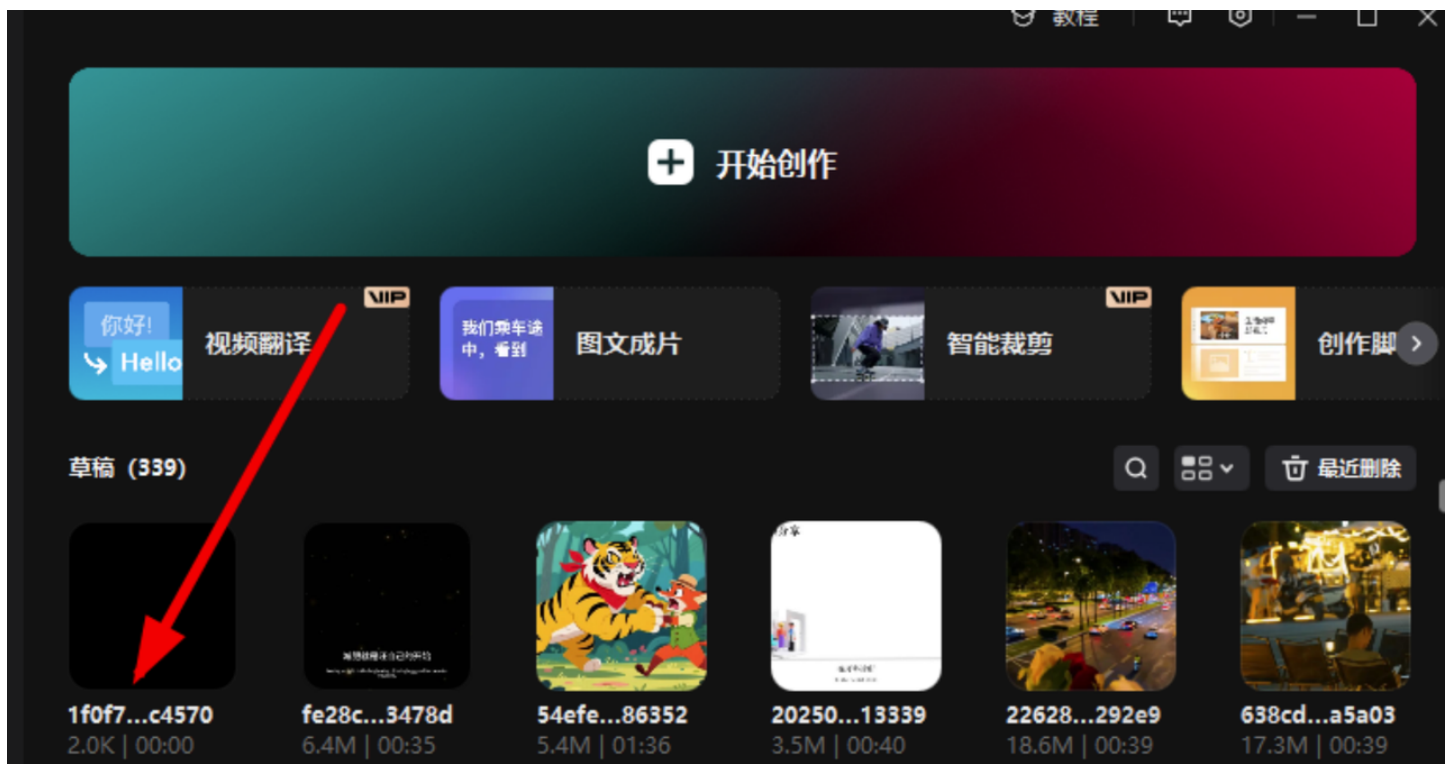 教程
开始创作
你好!
Hello
视频翻译
VIP
我们乘车途
中，看到
图文成片
智能裁剪
VIP
创作脚
草稿 (339)
最近删除
1f0f7...c4570
2.0K | 00:00
fe28c...3478d
6.4M | 00:35
54efe...86352
5.4M | 01:36
20250...13339
3.5M | 00:40
22628...292e9
18.6M | 00:39
638cd...a5a03
17.3M | 00:39